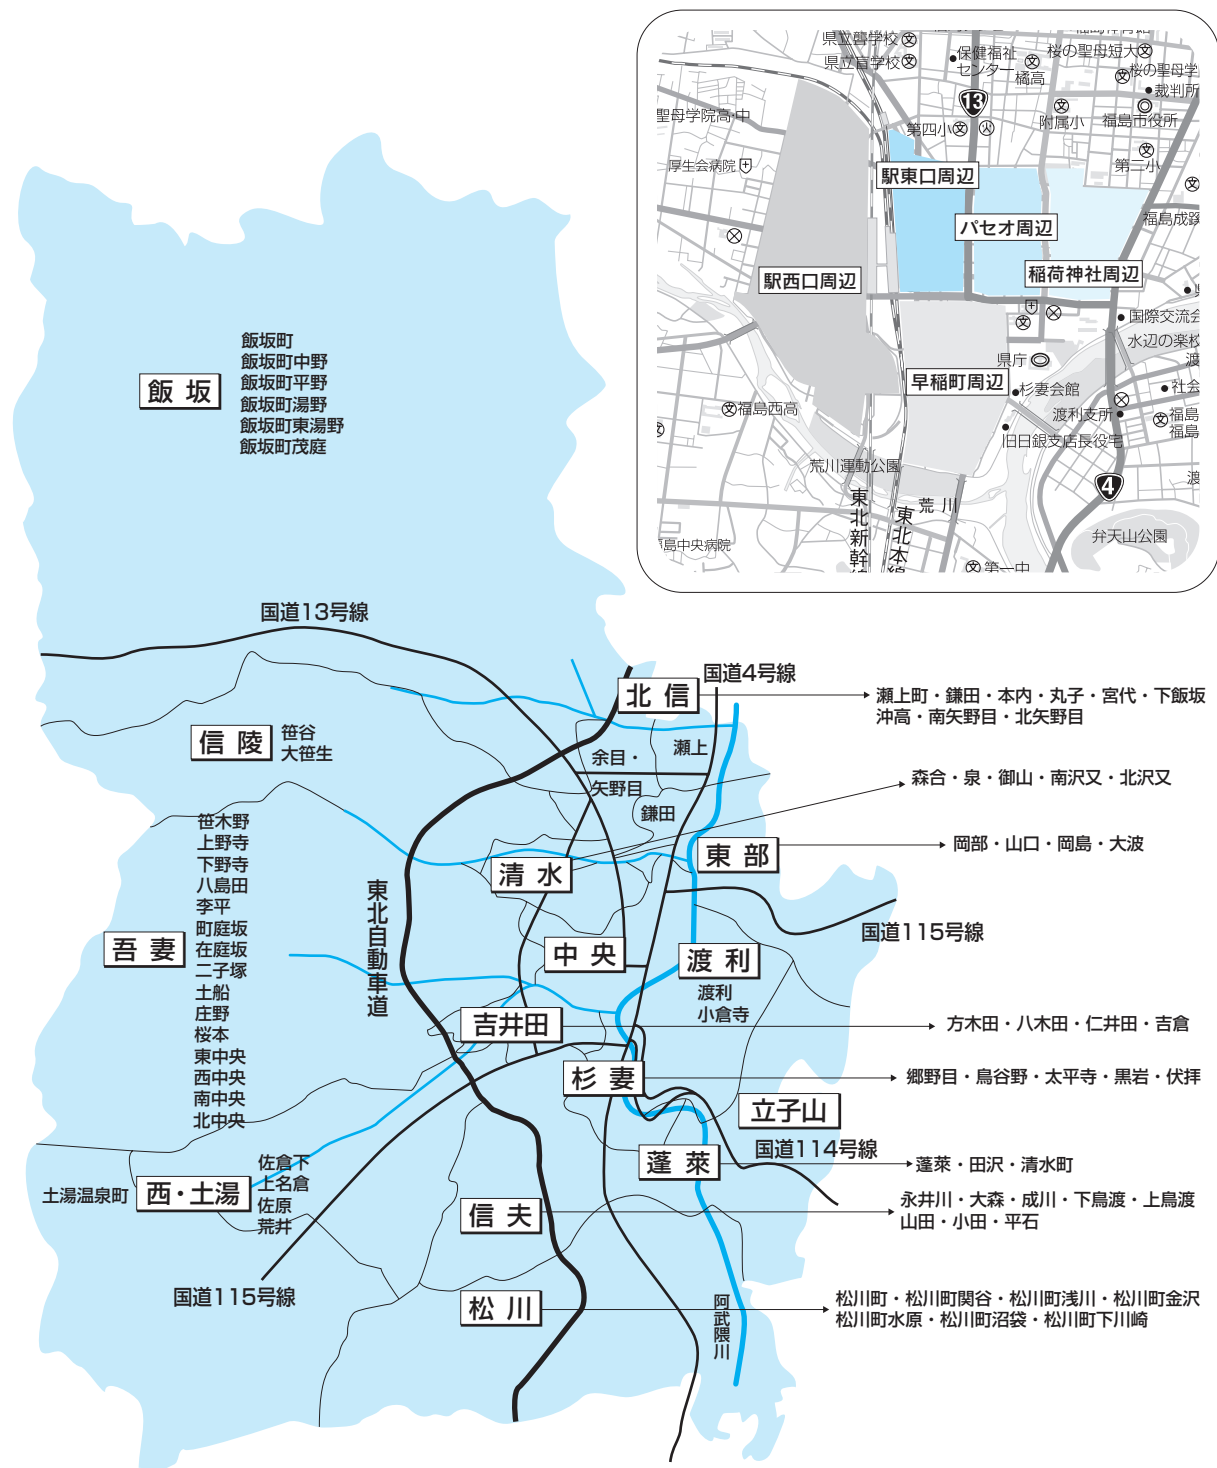 県立聾学校
県立盲学校
保健福祉
センター
橘高
桜の聖母短大
桜の聖母学
裁判所
13
聖母学院高・中
第四小
附属小
福島市役所
厚生会病院
駅東口周辺
第二小
パセオ周辺
福島成蹊
駅西口周辺
稲荷神社周辺
国際交流会
水辺の楽校
県庁
渡
早稲町周辺
杉妻会館
社会
福島西高
渡利支所
福島
福島
旧日銀支店長役宅
荒川運動公園
4
渡
荒川
東北新幹線
東北本線
弁天山公園
島中央病院
第一中
飯坂
飯坂町
飯坂町中野
飯坂町平野
飯坂町湯野
飯坂町東湯野
飯坂町茂庭
国道13号線
北信
国道4号線
瀬上町・鎌田・本内・丸子・宮代・下飯坂
沖高・南矢野目・北矢野目
信陵
笹谷
大笹生
余目・
矢野目
瀬上
鎌田
森合・泉・御山・南沢又・北沢又
東部
岡部・山口・岡島・大波
清水
吾妻
笹木野
上野寺
下野寺
八島田
李平
町庭坂
在庭坂
二子塚
土船
庄野
桜本
東中央
西中央
南中央
北中央
東北自動車道
国道115号線
中央
渡利
渡利
小倉寺
吉井田
方木田・八木田・仁井田・吉倉
杉妻
郷野目・鳥谷野・太平寺・黒岩・伏拝
立子山
国道114号線
蓬萊
蓬萊・田沢・清水町
土湯温泉町
西・土湯
佐倉下
上名倉
佐原
荒井
信夫
永井川・大森・成川・下鳥渡・上鳥渡
山田・小田・平石
国道115号線
松川
阿武隈川
松川町・松川町関谷・松川町浅川・松川町金沢
松川町水原・松川町沼袋・松川町下川崎